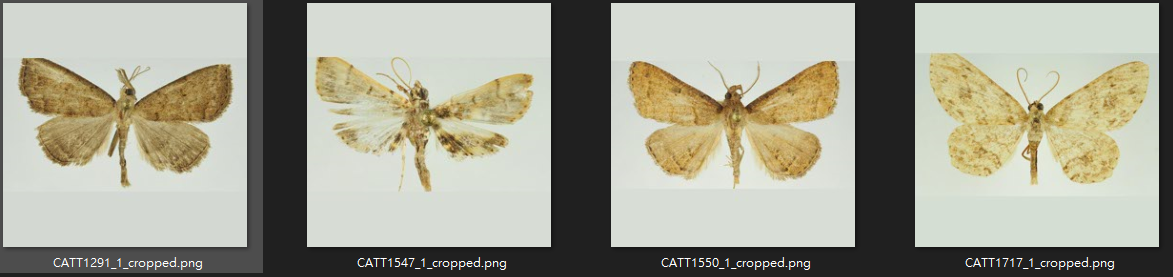 CATT1291_1_cropped.png
CATT1547_1_cropped.png
CATT1550_1_cropped.png
CATT1717_1_cropped.png